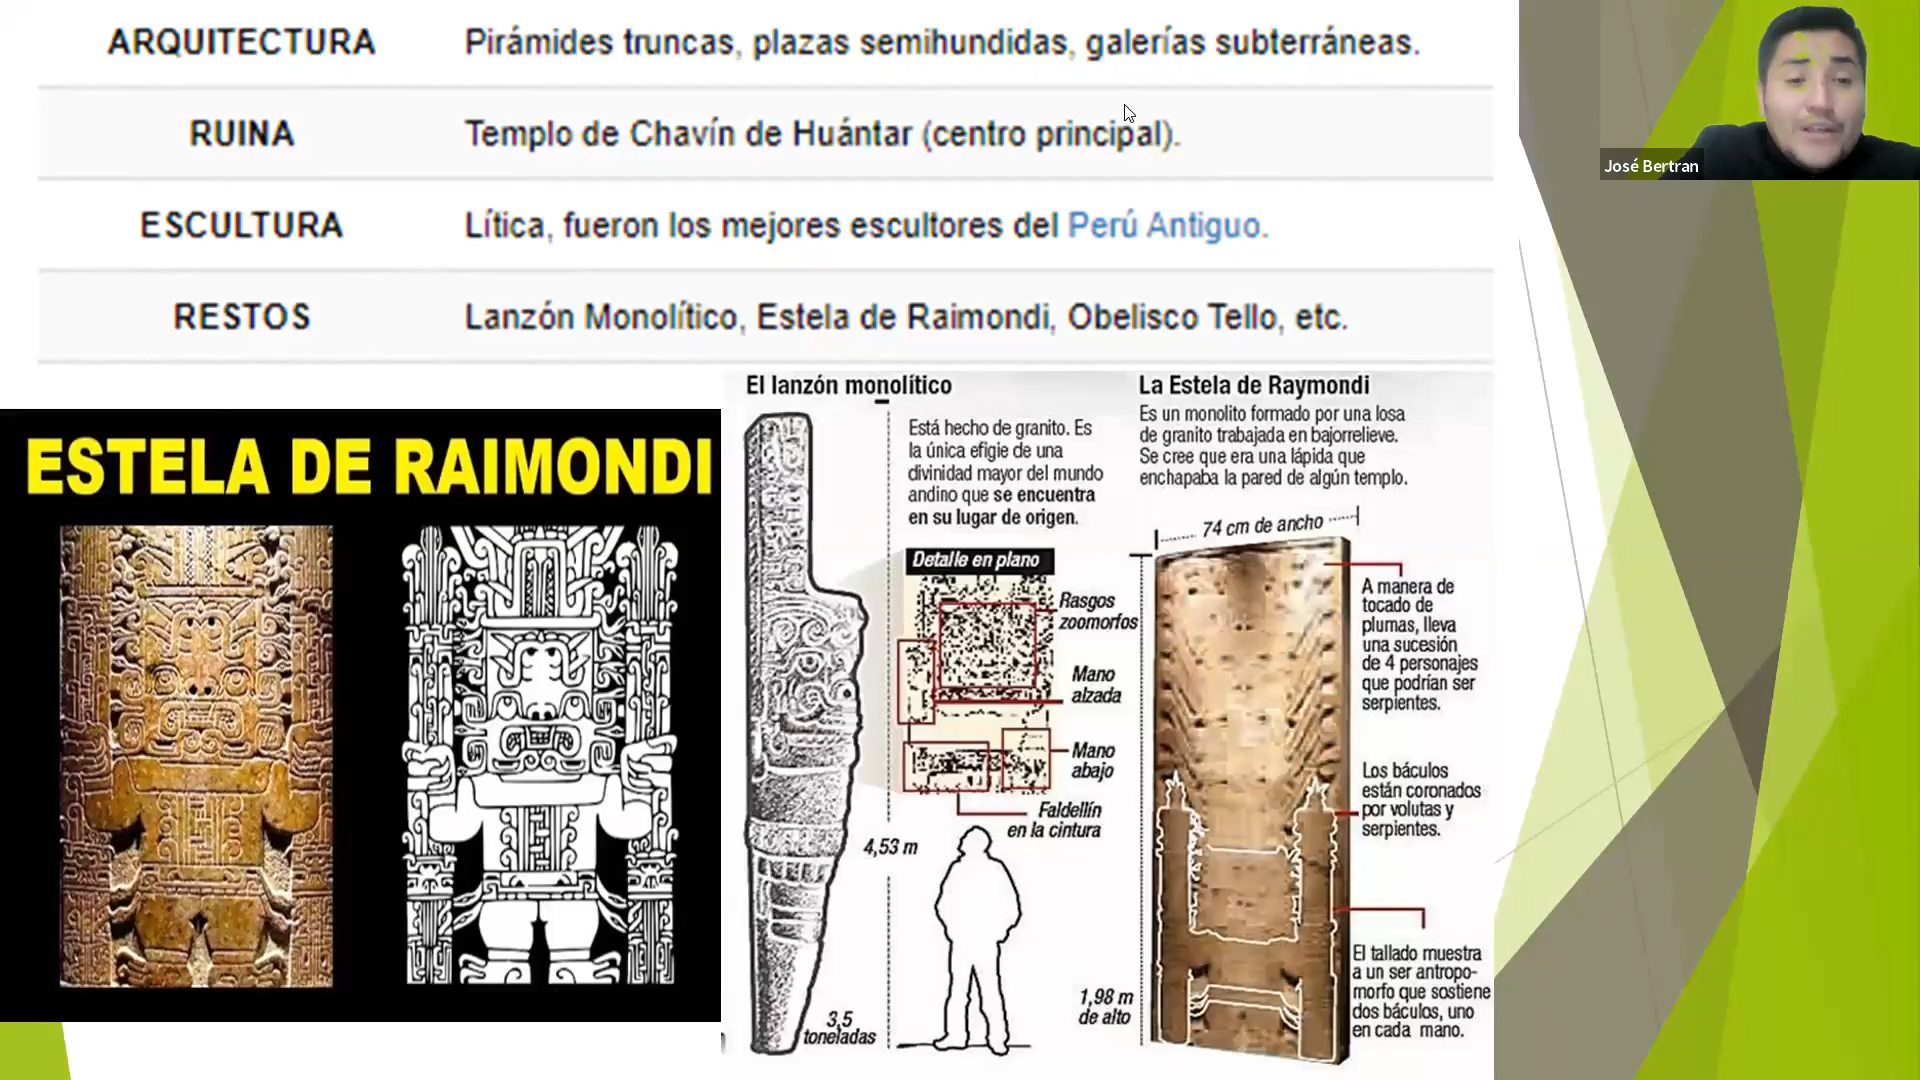 ARQUITECTURA Pirámides truncas, plazas semihundidas, galerías subterráneas.
RUINA Templo de Chavín de Huántar (centro principal).
ESCULTURA Lítica, fueron los mejores escultores del Perú Antiguo.
RESTOS Lanzón Monolítico, Estela de Raimondi, Obelisco Tello, etc.
José Bertran
ESTELA DE RAIMONDI
El lanzón monolítico
Está hecho de granito. Es
la única efigie de una
divinidad mayor del mundo
andino que se encuentra
en su lugar de origen.
Detalle en plano
Rasgos
zoomorfos
Mano
alzada
Mano
abajo
Faldellín
en la cintura
4,53 m
3,5
toneladas
La Estela de Raymondi
Es un monolito formado por una losa
de granito trabajada en bajorrelieve.
Se cree que era una lápida que
enchapaba la pared de algún templo.
74 cm de ancho
A manera de
tocado de
plumas, lleva
una sucesión
de 4 personajes
que podrían ser
serpientes.
Los báculos
están coronados
por volutas y
serpientes.
El tallado muestra
a un ser antropo-
morfo que sostiene
dos báculos, uno
en cada mano.
1,98 m
de alto